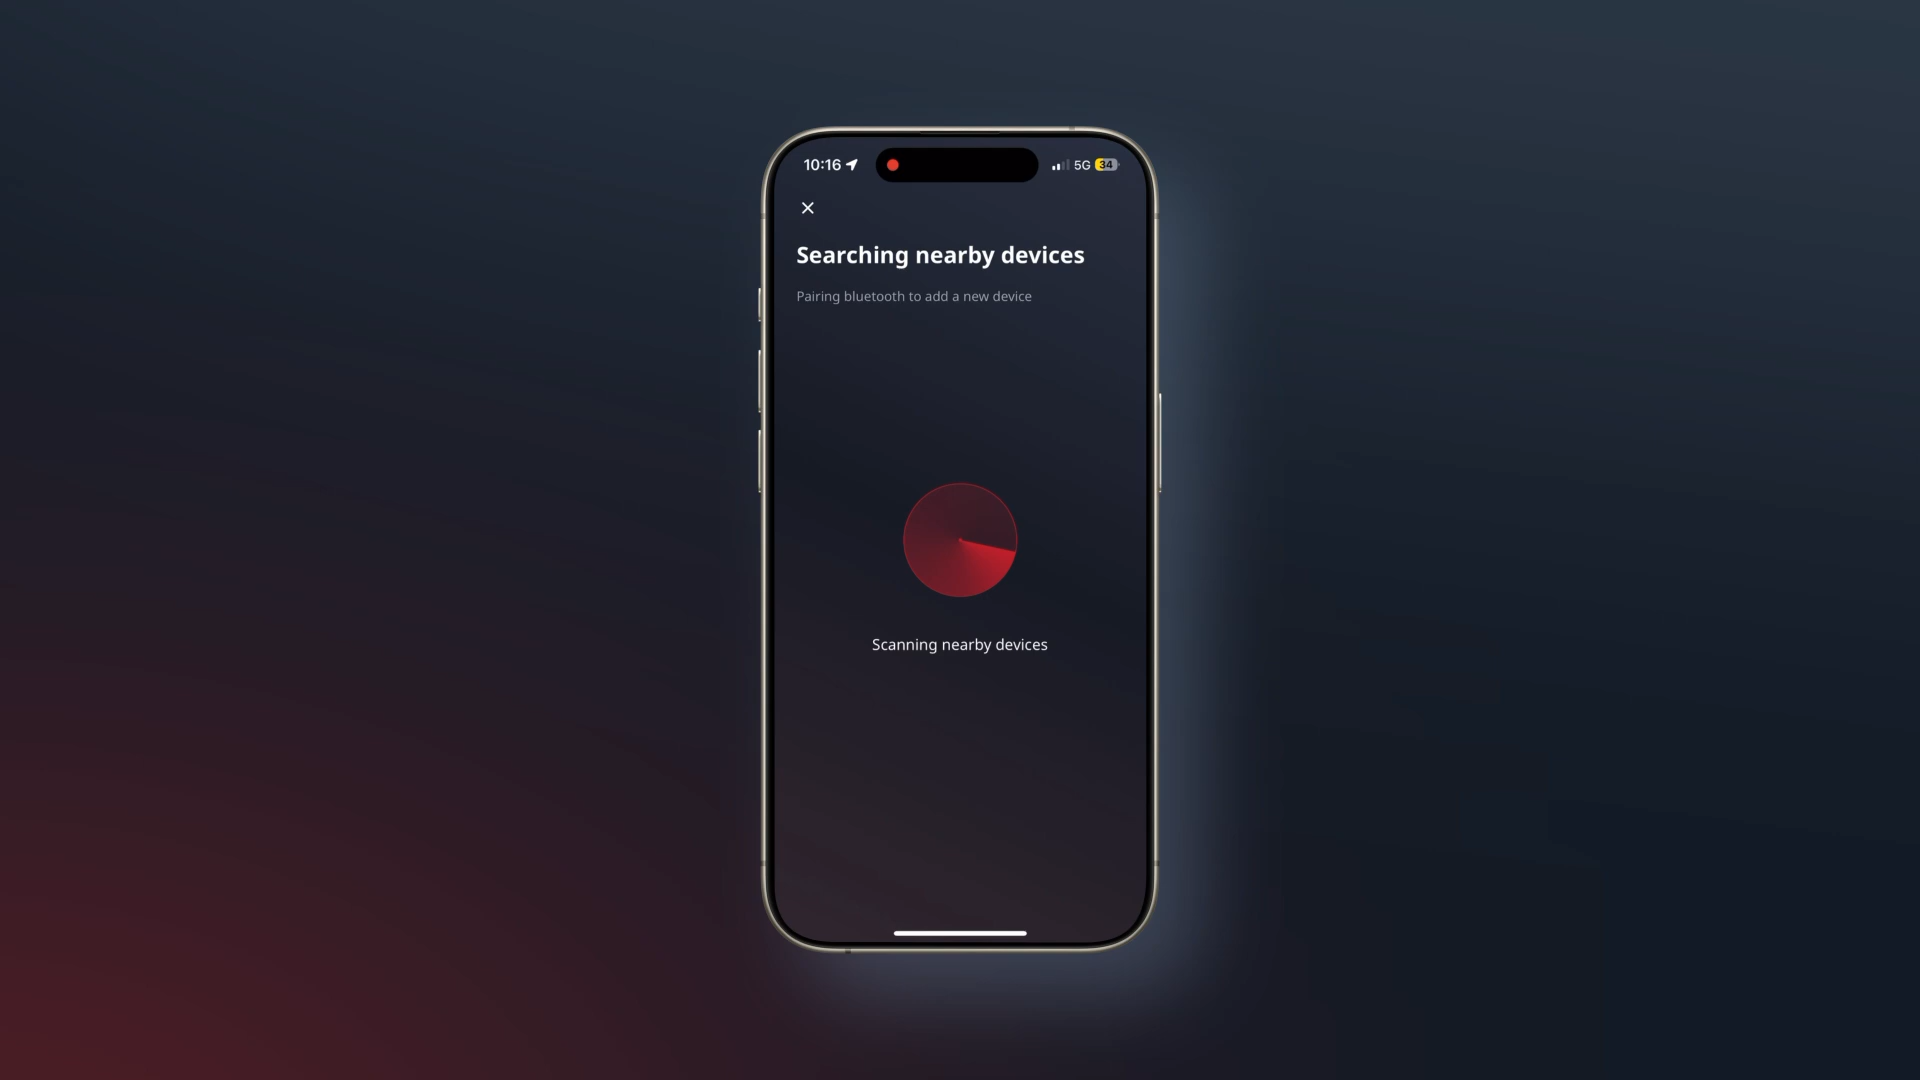 10:16 5G 34
Searching nearby devices
Pairing bluetooth to add a new device
Scanning nearby devices